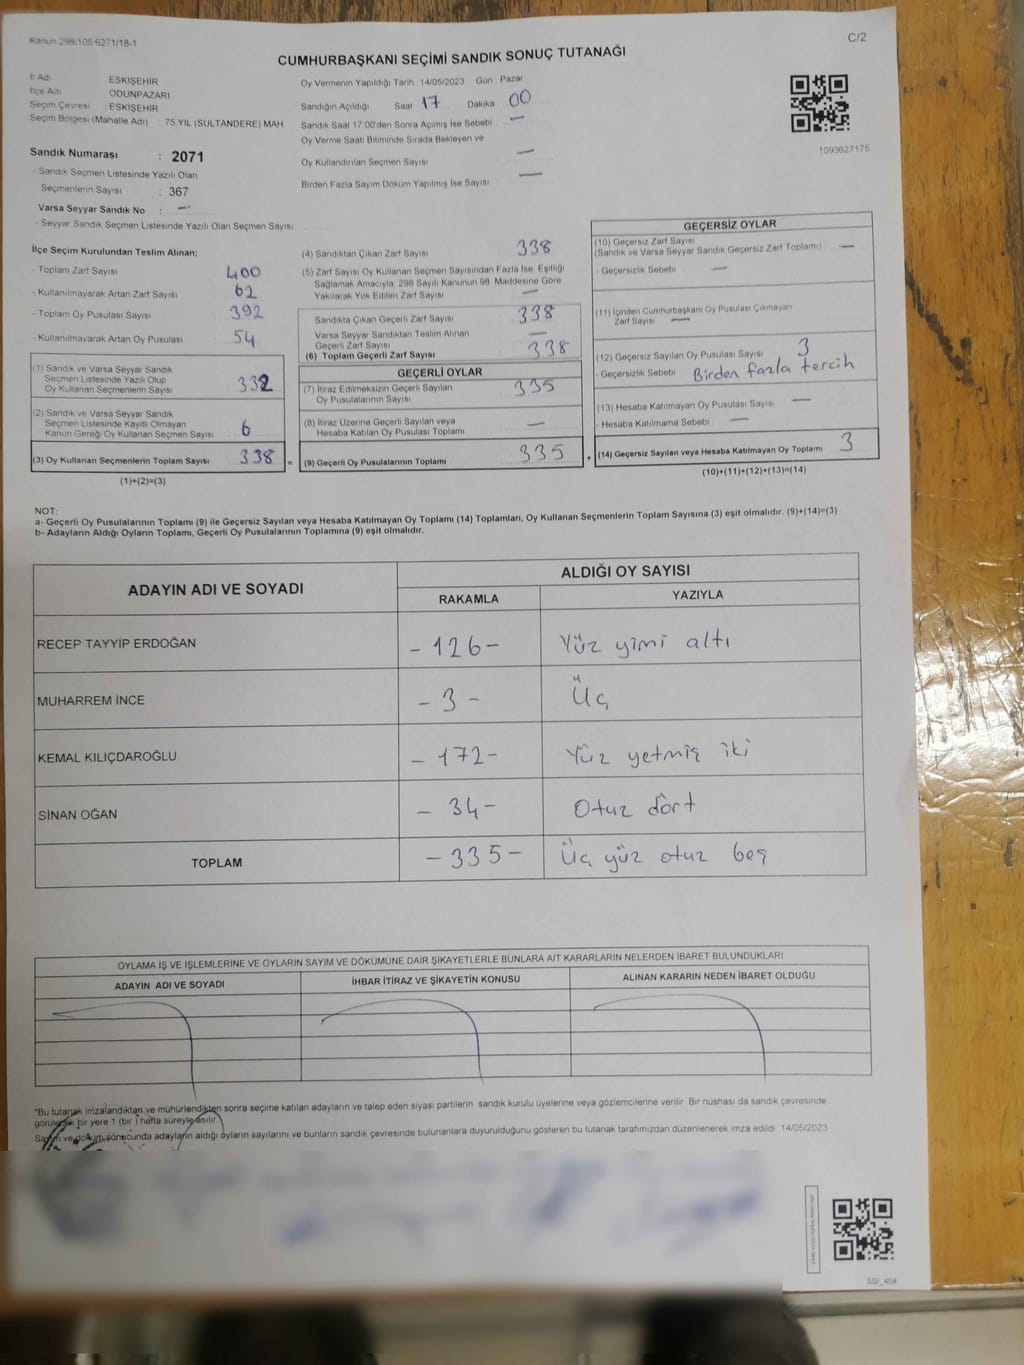 Kanun 298/105 6271/18-1
C/2
CUMHURBAŞKANI SEÇİMİ SANDIK SONUÇ TUTANAĞI
İl Adı ESKİŞEHİR
İlçe Adı ODUNPAZARI
Seçim Çevresi : ESKİŞEHİR
Seçim Bölgesi (Mahalle Adı) : 75.YIL (SULTANDERE) MAH.
Sandık Numarası : 2071
- Sandık Seçmen Listesinde Yazılı Olan
Seçmenlerin Sayısı : 367
Varsa Seyyar Sandık No : —
- Seyyar Sandık Seçmen Listesinde Yazılı Olan Seçmen Sayısı
Oy Vermenin Yapıldığı Tarih : 14/05/2023 Gün Pazar
Sandığın Açıldığı Saat 17 Dakika 00
Sandık Saat 17.00'den Sonra Açılmış İse Sebebi : —
Oy Verme Saati Bitiminde Sırada Bekleyen ve
Oy Kullandırılan Seçmen Sayısı —
Birden Fazla Sayım Döküm Yapılmış İse Sayısı —
1093627175
İlçe Seçim Kurulundan Teslim Alınan;
- Toplam Zarf Sayısı 400
- Kullanılmayarak Artan Zarf Sayısı 62
- Toplam Oy Pusulası Sayısı 392
- Kullanılmayarak Artan Oy Pusulası 54
(1) Sandık ve Varsa Seyyar Sandık
Seçmen Listesinde Yazılı Olup
Oy Kullanan Seçmenlerin Sayısı 332
(2) Sandık ve Varsa Seyyar Sandık
Seçmen Listesinde Kayıtlı Olmayan
Kanun Gereği Oy Kullanan Seçmen Sayısı 6
(3) Oy Kullanan Seçmenlerin Toplam Sayısı 338
(1)+(2)=(3)
(4) Sandıktan Çıkan Zarf Sayısı 338
(5) Zarf Sayısı Oy Kullanan Seçmen Sayısından Fazla İse, Eşitliği
Sağlamak Amacıyla, 298 Sayılı Kanunun 98. Maddesine Göre
Yakılarak Yok Edilen Zarf Sayısı —
Sandıkta Çıkan Geçerli Zarf Sayısı 338
Varsa Seyyar Sandıktan Teslim Alınan
Geçerli Zarf Sayısı —
(6) Toplam Geçerli Zarf Sayısı 338
GEÇERLİ OYLAR
(7) İtiraz Edilmeksizin Geçerli Sayılan
Oy Pusulalarının Sayısı 335
(8) İtiraz Üzerine Geçerli Sayılan veya
Hesaba Katılan Oy Pusulası Toplamı —
(9) Geçerli Oy Pusulalarının Toplamı 335
GEÇERSİZ OYLAR
(10) Geçersiz Zarf Sayısı
(Sandık ve Varsa Seyyar Sandık Geçersiz Zarf Toplamı) —
- Geçersizlik Sebebi —
(11) İçinden Cumhurbaşkanı Oy Pusulası Çıkmayan
Zarf Sayısı —
(12) Geçersiz Sayılan Oy Pusulası Sayısı 3
- Geçersizlik Sebebi Birden fazla tercih
(13) Hesaba Katılmayan Oy Pusulası Sayısı —
- Hesaba Katılmama Sebebi —
(14) Geçersiz Sayılan veya Hesaba Katılmayan Oy Toplamı 3
(10)+(11)+(12)+(13)=(14)
NOT:
a- Geçerli Oy Pusulalarının Toplamı (9) ile Geçersiz Sayılan veya Hesaba Katılmayan Oy Toplamı (14) Toplamları, Oy Kullanan Seçmenlerin Toplam Sayısına (3) eşit olmalıdır. (9)+(14)=(3)
b- Adayların Aldığı Oyların Toplamı, Geçerli Oy Pusulalarının Toplamına (9) eşit olmalıdır.
ADAYIN ADI VE SOYADI ALDIĞI OY SAYISI
RAKAMLA YAZIYLA
RECEP TAYYİP ERDOĞAN - 126 - Yüz yimi altı
MUHARREM İNCE - 3 - Üç
KEMAL KILIÇDAROĞLU - 172 - Yüz yetmiş iki
SİNAN OĞAN - 34 - Otuz dört
TOPLAM - 335 - Üç yüz otuz beş
OYLAMA İŞ VE İŞLEMLERİNE VE OYLARIN SAYIM VE DÖKÜMÜNE DAİR ŞİKAYETLERLE BUNLARA AİT KARARLARIN NELERDEN İBARET BULUNDUKLARI
ADAYIN ADI VE SOYADI İHBAR İTİRAZ VE ŞİKAYETİN KONUSU ALINAN KARARIN NEDEN İBARET OLDUĞU
*Bu tutanak imzalandıktan ve mühürlendikten sonra seçime katılan adayların ve talep eden siyasi partilerin sandık kurulu üyelerine veya gözlemcilerine verilir. Bir nüshası da sandık çevresinde
görülecek bir yere 1 (bir ) hafta süreyle asılır.
Sayım ve döküm sonucunda adayların aldığı oyların sayılarını ve bunların sandık çevresinde bulunanlara duyurulduğunu gösteren bu tutanak tarafımızdan düzenlenerek imza edildi. 14/05/2023